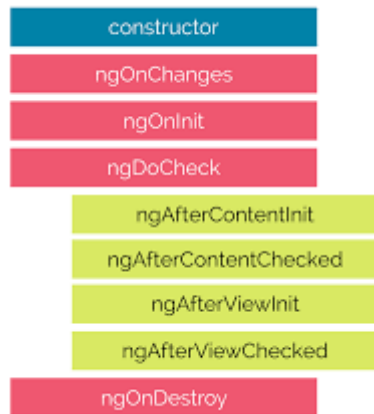 constructor
ngOnChanges
ngOnInit
ngDoCheck
ngAfterContentInit
ngAfterContentChecked
ngAfterViewInit
ngAfterViewChecked
ngOnDestroy